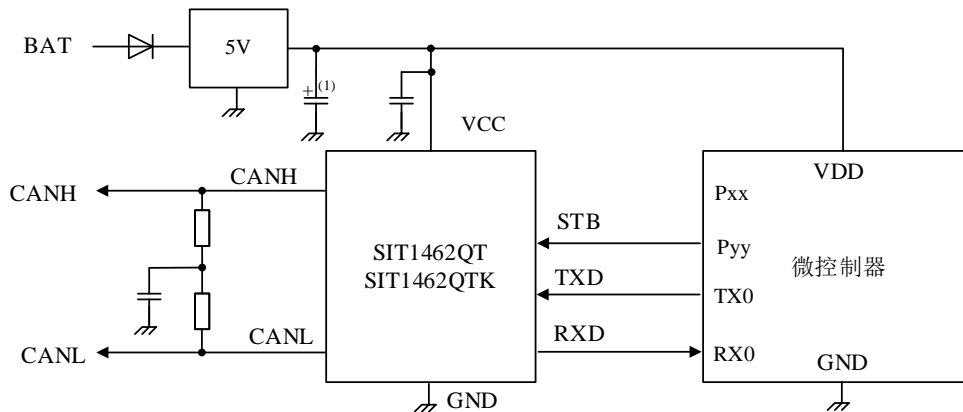 BAT
5V
+(1)
VCC
CANH
CANH
SIT1462QT
SIT1462QTK
CANL
CANL
GND
STB
TXD
RXD
VDD
Pxx
Pyy
TX0
RX0
微控制器
GND